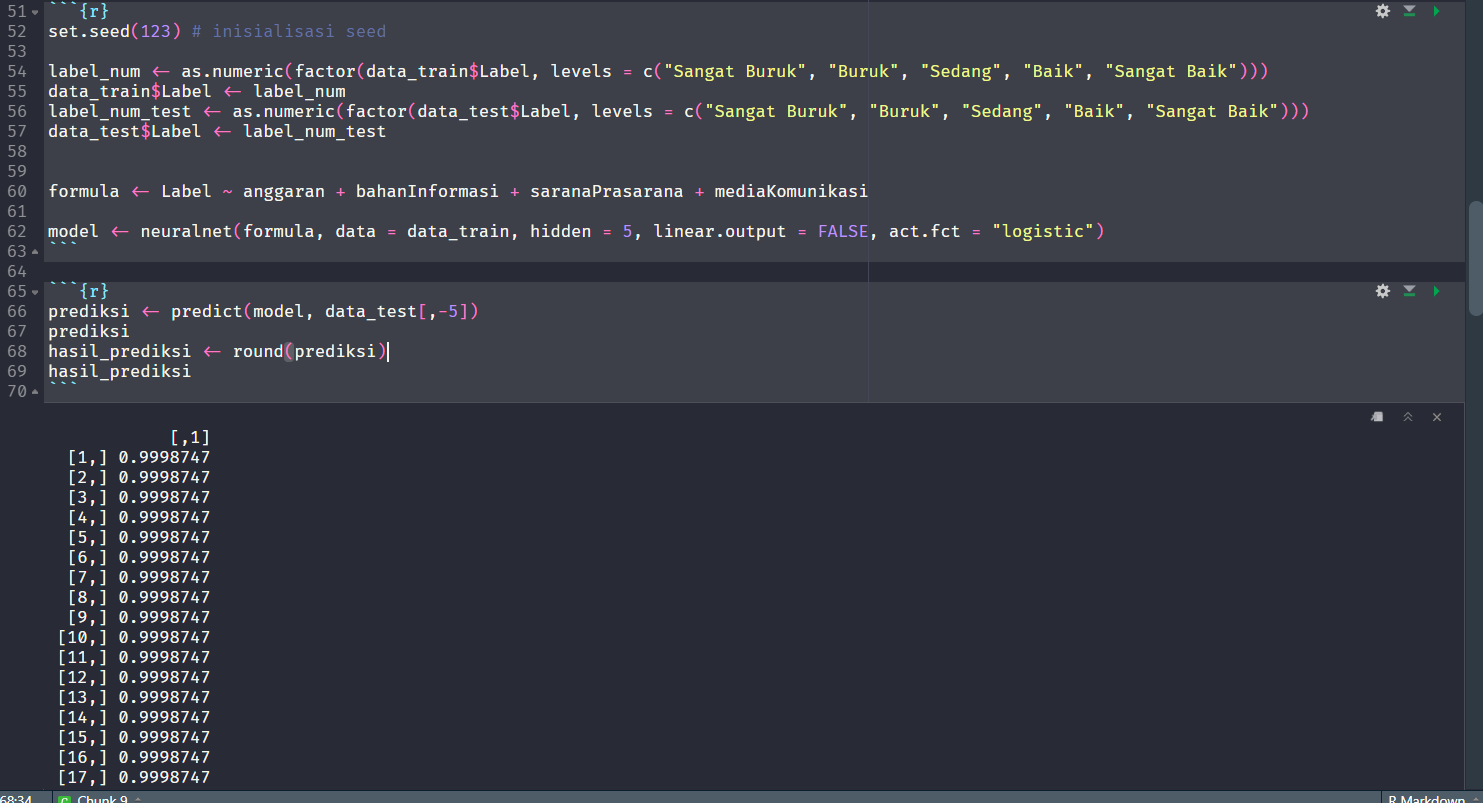 51 ```{r}
52 set.seed(123) # inisialisasi seed
53
54 label_num <- as.numeric(factor(data_train$Label, levels = c("Sangat Buruk", "Buruk", "Sedang", "Baik", "Sangat Baik")))
55 data_train$Label <- label_num
56 label_num_test <- as.numeric(factor(data_test$Label, levels = c("Sangat Buruk", "Buruk", "Sedang", "Baik", "Sangat Baik")))
57 data_test$Label <- label_num_test
58
59
60 formula <- Label ~ anggaran + bahanInformasi + saranaPrasarana + mediaKomunikasi
61
62 model <- neuralnet(formula, data = data_train, hidden = 5, linear.output = FALSE, act.fct = "logistic")
63 ```
64
65 ```{r}
66 prediksi <- predict(model, data_test[,-5])
67 prediksi
68 hasil_prediksi <- round(prediksi)
69 hasil_prediksi
70 ```
[,1]
[1,] 0.9998747
[2,] 0.9998747
[3,] 0.9998747
[4,] 0.9998747
[5,] 0.9998747
[6,] 0.9998747
[7,] 0.9998747
[8,] 0.9998747
[9,] 0.9998747
[10,] 0.9998747
[11,] 0.9998747
[12,] 0.9998747
[13,] 0.9998747
[14,] 0.9998747
[15,] 0.9998747
[16,] 0.9998747
[17,] 0.9998747
68:34 C Chunk 9 R Markdown